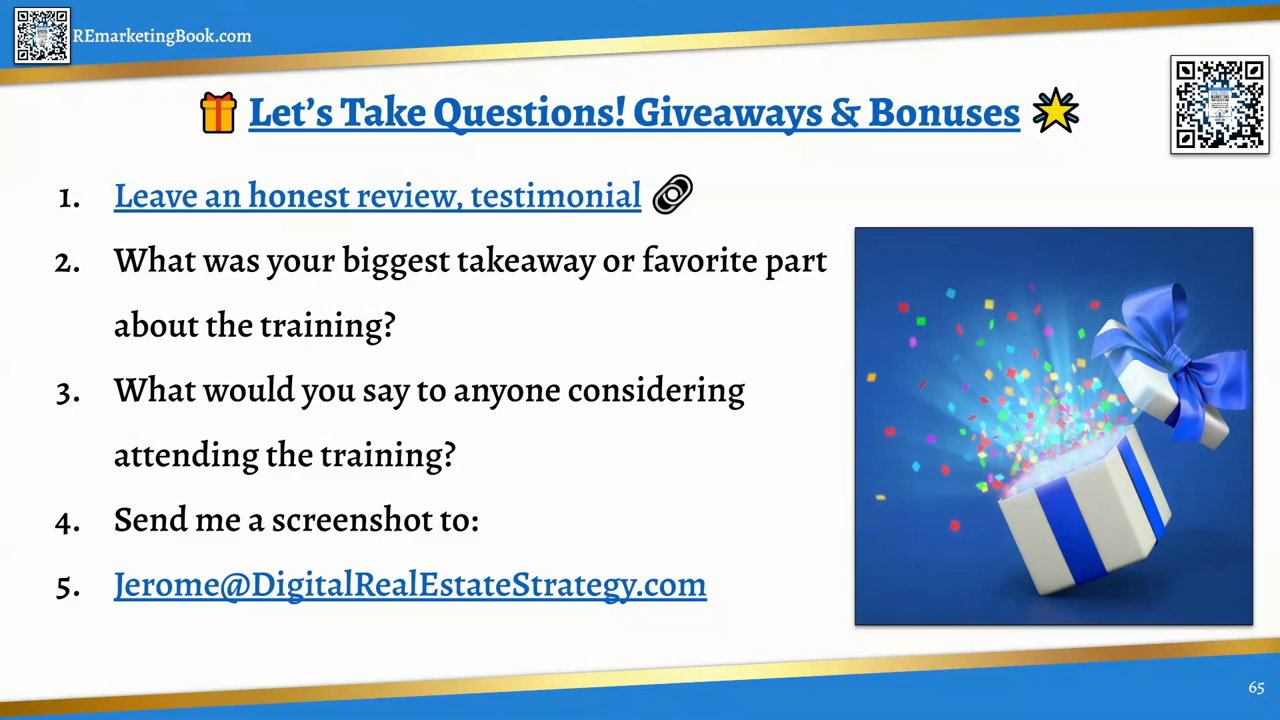 REmarketingBook.com
Let’s Take Questions! Giveaways & Bonuses
1. Leave an honest review, testimonial
2. What was your biggest takeaway or favorite part
about the training?
3. What would you say to anyone considering
attending the training?
4. Send me a screenshot to:
5. Jerome@DigitalRealEstateStrategy.com
65